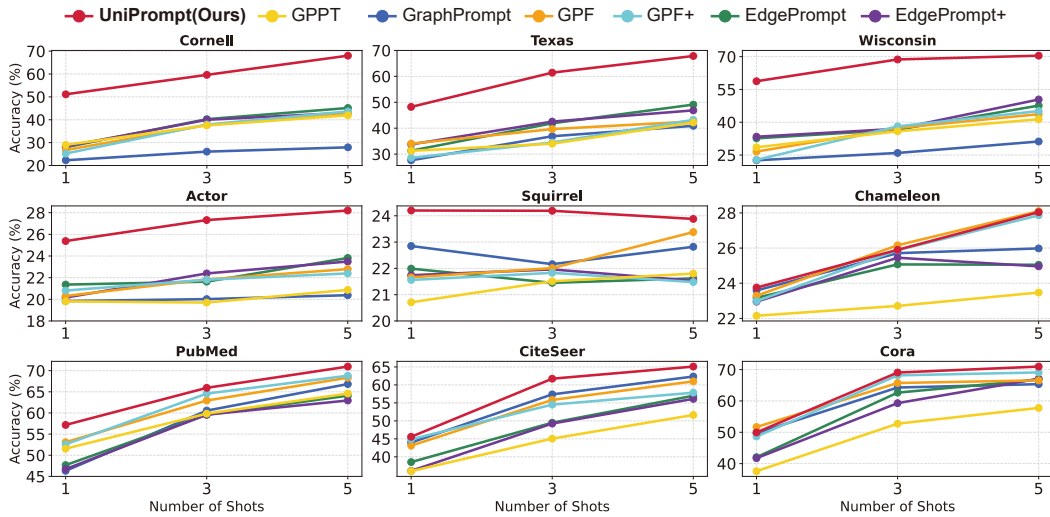 UniPrompt(Ours) GPPT GraphPrompt GPF GPF+ EdgePrompt EdgePrompt+
Cornell Texas Wisconsin
Accuracy (%)
70 60 50 40 30 20
1 3 5
70 60 50 40 30
1 3 5
70 55 40 25
1 3 5
Actor Squirrel Chameleon
Accuracy (%)
28 26 24 22 20 18
1 3 5
24 23 22 21 20
1 3 5
28 26 24 22
1 3 5
PubMed CiteSeer Cora
Accuracy (%)
70 65 60 55 50 45
1 3 5
65 60 55 50 45 40
1 3 5
70 60 50 40
1 3 5
Number of Shots Number of Shots Number of Shots